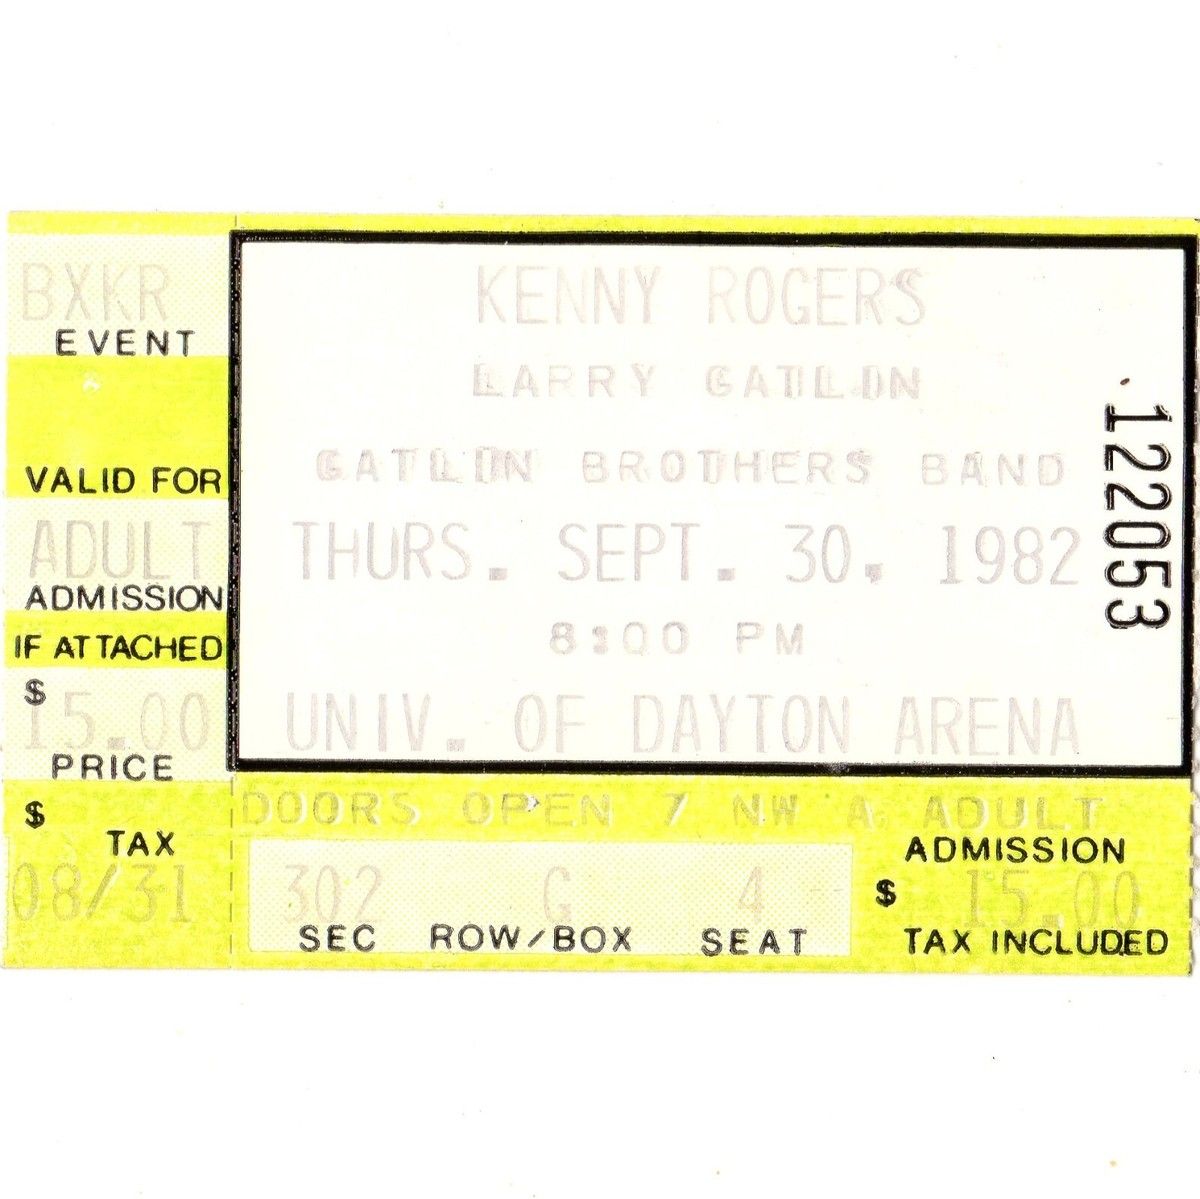 BXKR
EVENT
VALID FOR
ADULT
ADMISSION
IF ATTACHED
$
15.00
PRICE
$
TAX
08/31
KENNY ROGERS
LARRY GATLIN
GATLIN BROTHERS BAND
THURS. SEPT. 30, 1982
8:00 PM
UNIV. OF DAYTON ARENA
122053
DOORS OPEN 7 NW A. ADULT
302 G 4
SEC ROW/BOX SEAT
ADMISSION
$ 15.00
TAX INCLUDED